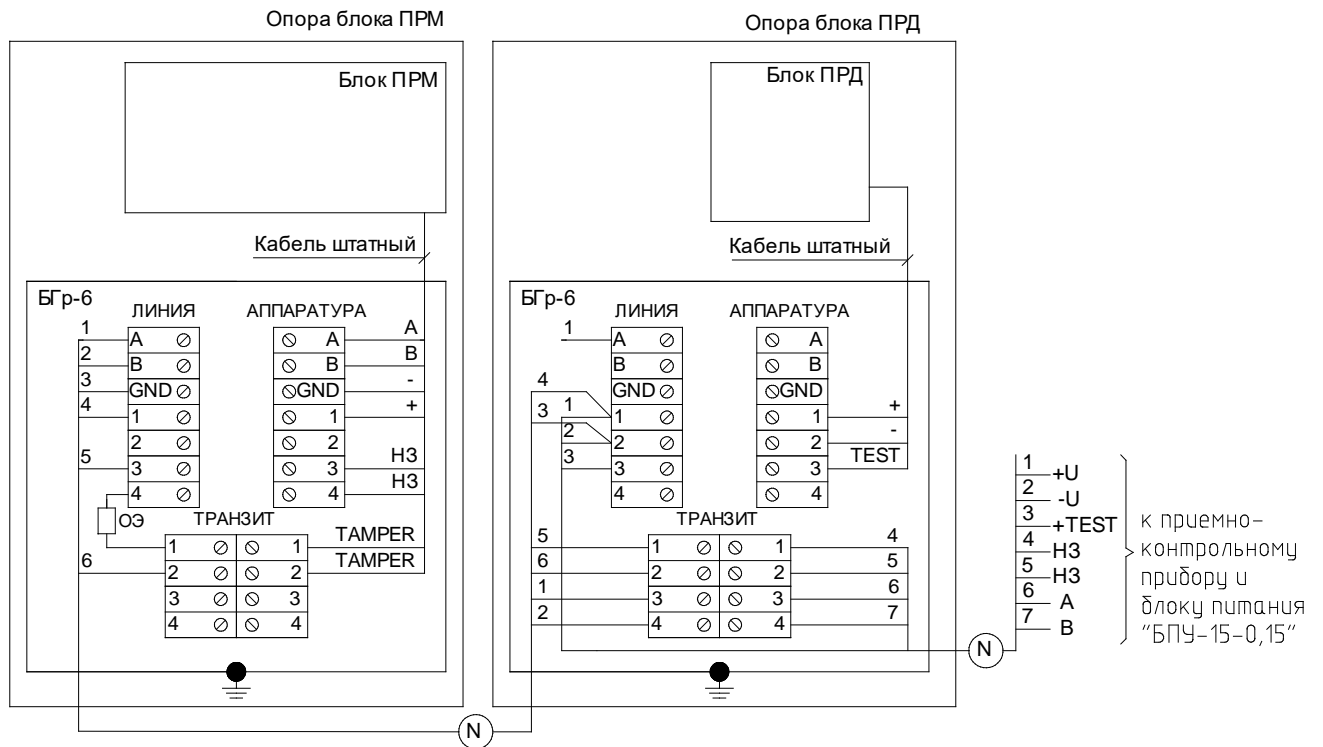 Опора блока ПРМ
Блок ПРМ
Кабель штатный
БГр-6
ЛИНИЯ
АППАРАТУРА
1
A
A
A
2
B
B
B
3
GND
GND
-
4
1
1
+
2
2
5
3
3
НЗ
4
4
НЗ
ОЭ
ТРАНЗИТ
1
1
TAMPER
6
2
2
TAMPER
3
3
4
4
N
Опора блока ПРД
Блок ПРД
Кабель штатный
БГр-6
ЛИНИЯ
АППАРАТУРА
1
A
A
B
B
4
GND
GND
3
1
1
1
+
2
2
2
-
3
3
3
TEST
4
4
ТРАНЗИТ
5
1
1
4
6
2
2
5
1
3
3
6
2
4
4
7
N
1
+U
2
-U
3
+TEST
4
НЗ
5
НЗ
6
A
7
B
к приемно-
контрольному
прибору и
блоку питания
"БПУ-15-0,15"